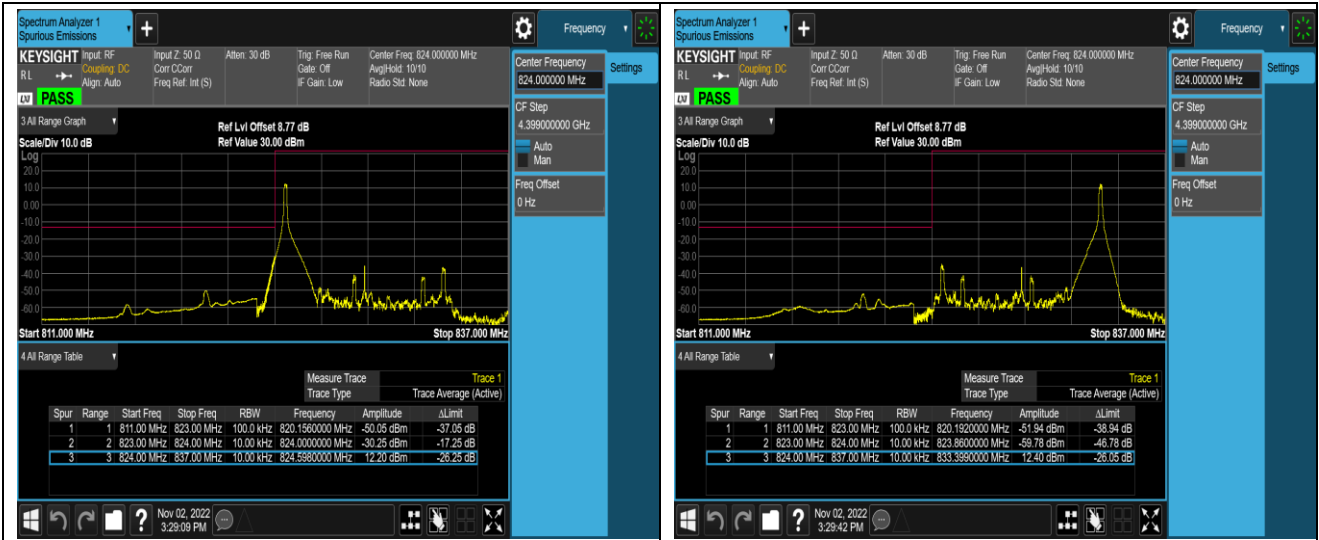 Spectrum Analyzer 1
Spurious Emissions
Frequency
KEYSIGHT Input: RF Input Z: 50 Ω Atten: 30 dB Trig: Free Run Center Freq: 824.000000 MHz
Coupling: DC Corr CCorr Gate: Off Avg|Hold: 10/10
R L Align: Auto Freq Ref: Int (S) IF Gain: Low Radio Std: None
PASS
Center Frequency
824.000000 MHz
Settings
CF Step
4.399000000 GHz
Auto
Man
Freq Offset
0 Hz
3 All Range Graph
Ref Lvl Offset 8.77 dB
Scale/Div 10.0 dB Ref Value 30.00 dBm
Log
20.0
10.0
0.00
-10.0
-20.0
-30.0
-40.0
-50.0
-60.0
Start 811.000 MHz Stop 837.000 MHz
4 All Range Table
Measure Trace Trace 1
Trace Type Trace Average (Active)
Spur Range Start Freq Stop Freq RBW Frequency Amplitude ΔLimit
1 1 811.00 MHz 823.00 MHz 100.0 kHz 820.1560000 MHz -50.05 dBm -37.05 dB
2 2 823.00 MHz 824.00 MHz 10.00 kHz 824.0000000 MHz -30.25 dBm -17.25 dB
3 3 824.00 MHz 837.00 MHz 10.00 kHz 824.5980000 MHz 12.20 dBm -26.25 dB
?
Nov 02, 2022
3:29:09 PM
Spectrum Analyzer 1
Spurious Emissions
Frequency
KEYSIGHT Input: RF Input Z: 50 Ω Atten: 30 dB Trig: Free Run Center Freq: 824.000000 MHz
Coupling: DC Corr CCorr Gate: Off Avg|Hold: 10/10
R L Align: Auto Freq Ref: Int (S) IF Gain: Low Radio Std: None
PASS
Center Frequency
824.000000 MHz
Settings
CF Step
4.399000000 GHz
Auto
Man
Freq Offset
0 Hz
3 All Range Graph
Ref Lvl Offset 8.77 dB
Scale/Div 10.0 dB Ref Value 30.00 dBm
Log
20.0
10.0
0.00
-10.0
-20.0
-30.0
-40.0
-50.0
-60.0
Start 811.000 MHz Stop 837.000 MHz
4 All Range Table
Measure Trace Trace 1
Trace Type Trace Average (Active)
Spur Range Start Freq Stop Freq RBW Frequency Amplitude ΔLimit
1 1 811.00 MHz 823.00 MHz 100.0 kHz 820.1920000 MHz -51.94 dBm -38.94 dB
2 2 823.00 MHz 824.00 MHz 10.00 kHz 823.8600000 MHz -59.78 dBm -46.78 dB
3 3 824.00 MHz 837.00 MHz 10.00 kHz 833.3990000 MHz 12.40 dBm -26.05 dB
?
Nov 02, 2022
3:29:42 PM